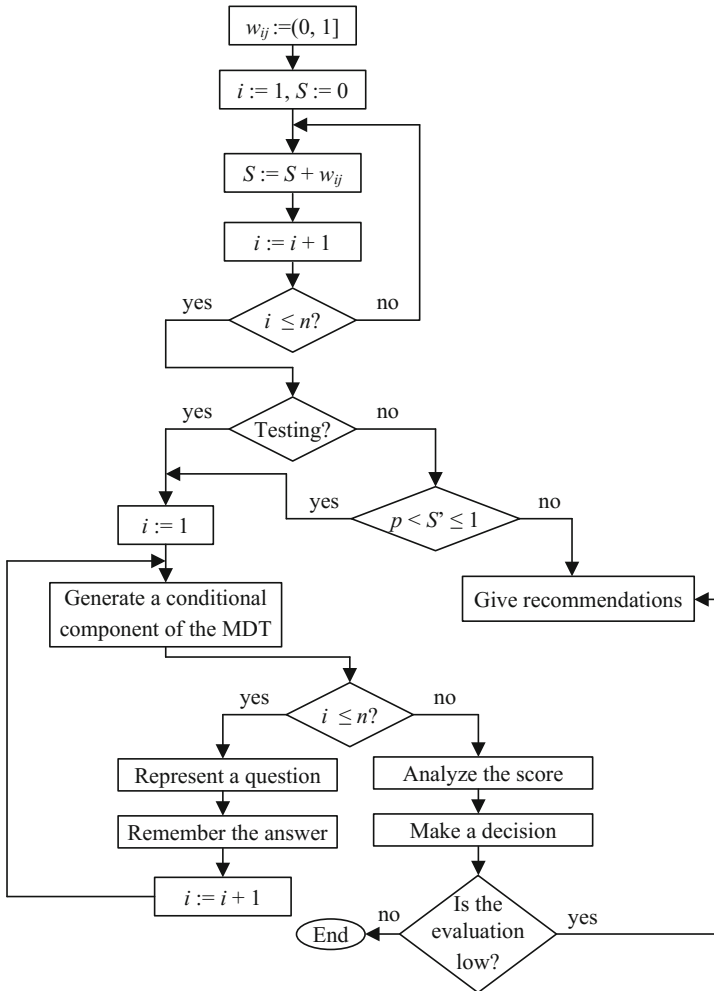 w_ij :=(0, 1]
i := 1, S := 0
S := S + w_ij
i := i + 1
yes
no
i ≤ n?
yes
no
Testing?
yes
no
p < S’ ≤ 1
i := 1
Generate a conditional
component of the MDT
Give recommendations
yes
no
i ≤ n?
Represent a question
Analyze the score
Remember the answer
Make a decision
i := i + 1
no
Is the
evaluation
low?
yes
End